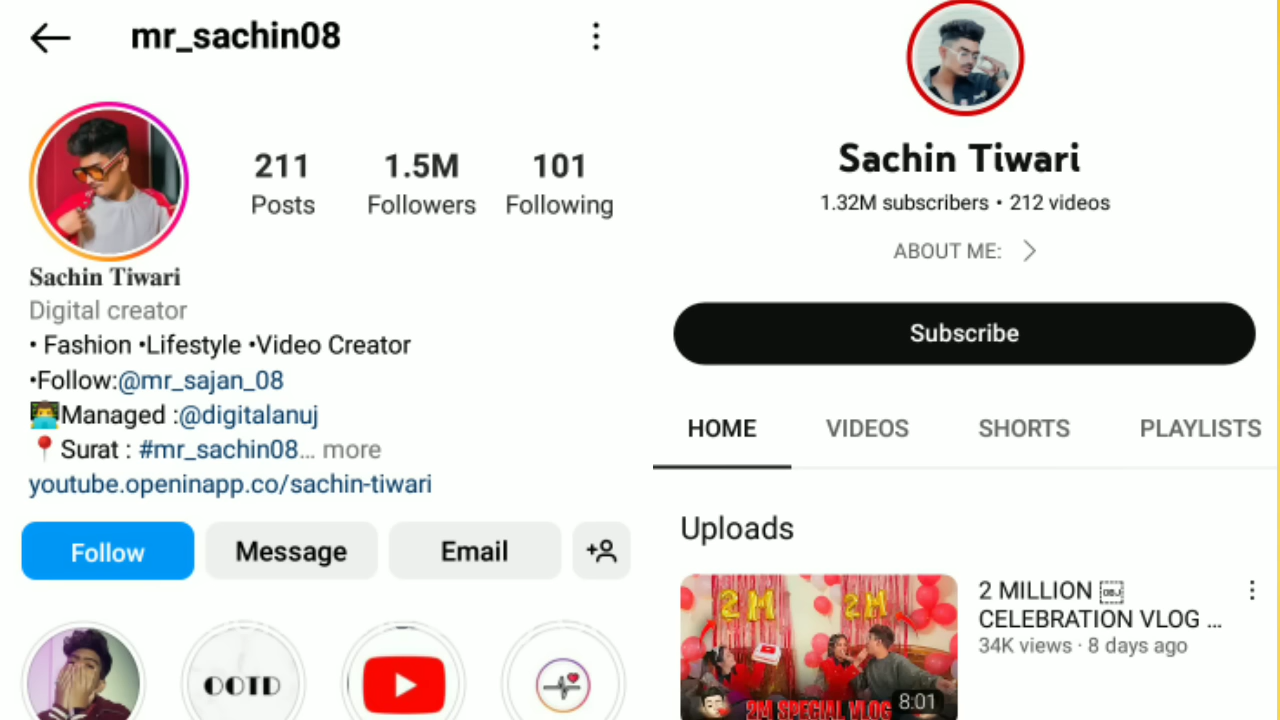 mr_sachin08
211
1.5M
101
Posts
Followers
Following
Sachin Tiwari
Digital creator
• Fashion •Lifestyle •Video Creator
•Follow:@mr_sajan_08
👨‍💻Managed :@digitalanuj
📍Surat : #mr_sachin08... more
youtube.openinapp.co/sachin-tiwari
Follow
Message
Email
OOTD
Sachin Tiwari
1.32M subscribers • 212 videos
ABOUT ME:
Subscribe
HOME
VIDEOS
SHORTS
PLAYLISTS
Uploads
2M
2M
2M SPECIAL VLOG
8:01
2 MILLION OBJ
CELEBRATION VLOG ...
34K views · 8 days ago